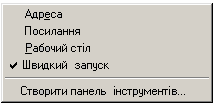 Адреса
Посилання
Рабочий стіл
Швидкий запуск
Створити панель інструментів...